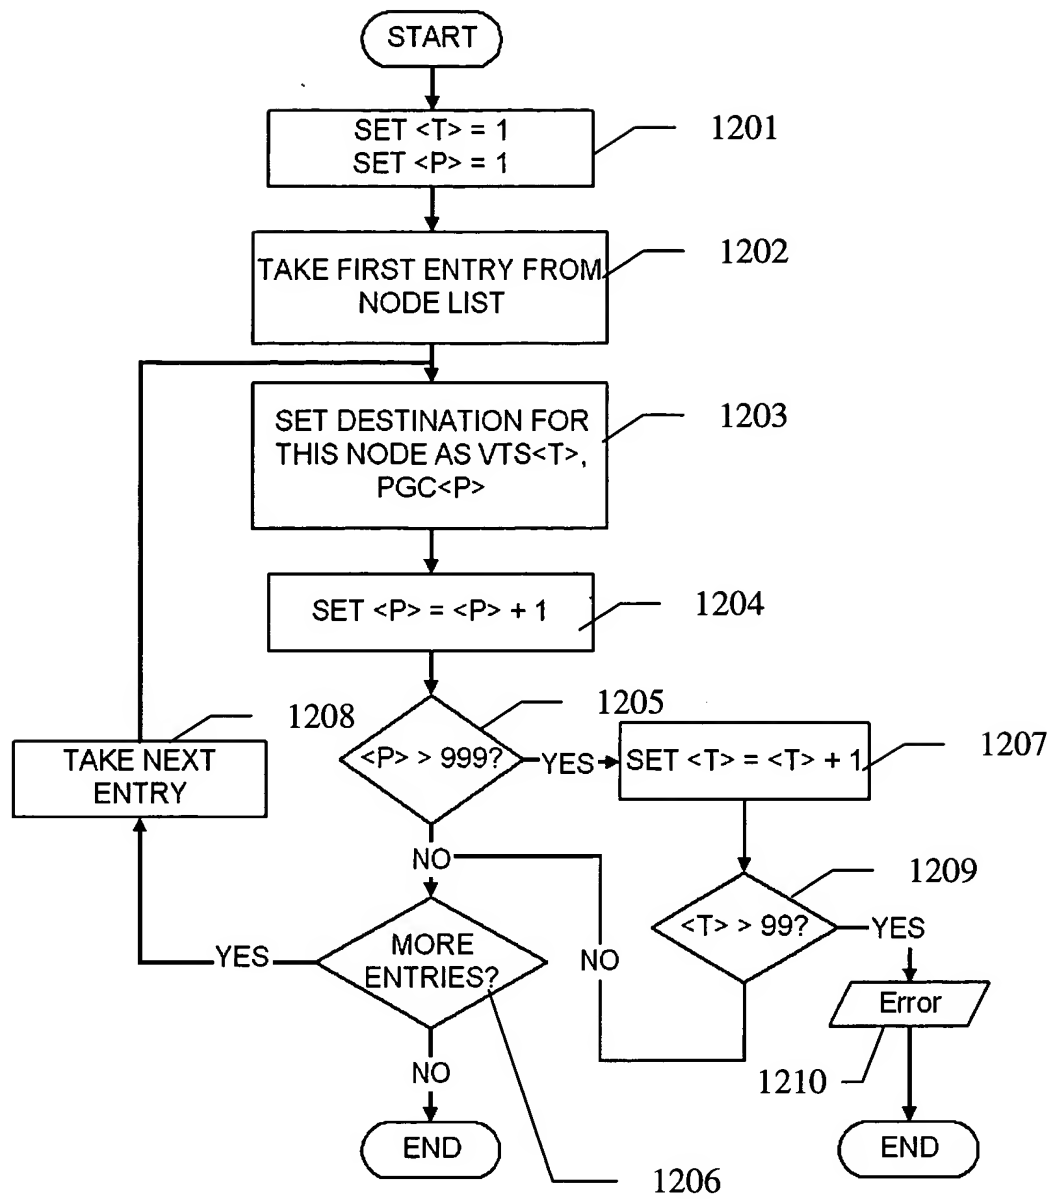 START
SET <T> = 1
SET <P> = 1
1201
TAKE FIRST ENTRY FROM
NODE LIST
1202
SET DESTINATION FOR
THIS NODE AS VTS<T>,
PGC<P>
1203
SET <P> = <P> + 1
1204
<P> > 999?
1205
YES
SET <T> = <T> + 1
1207
1208
TAKE NEXT
ENTRY
NO
<T> > 99?
1209
YES
NO
MORE
ENTRIES?
YES
Error
1210
NO
END
END
1206